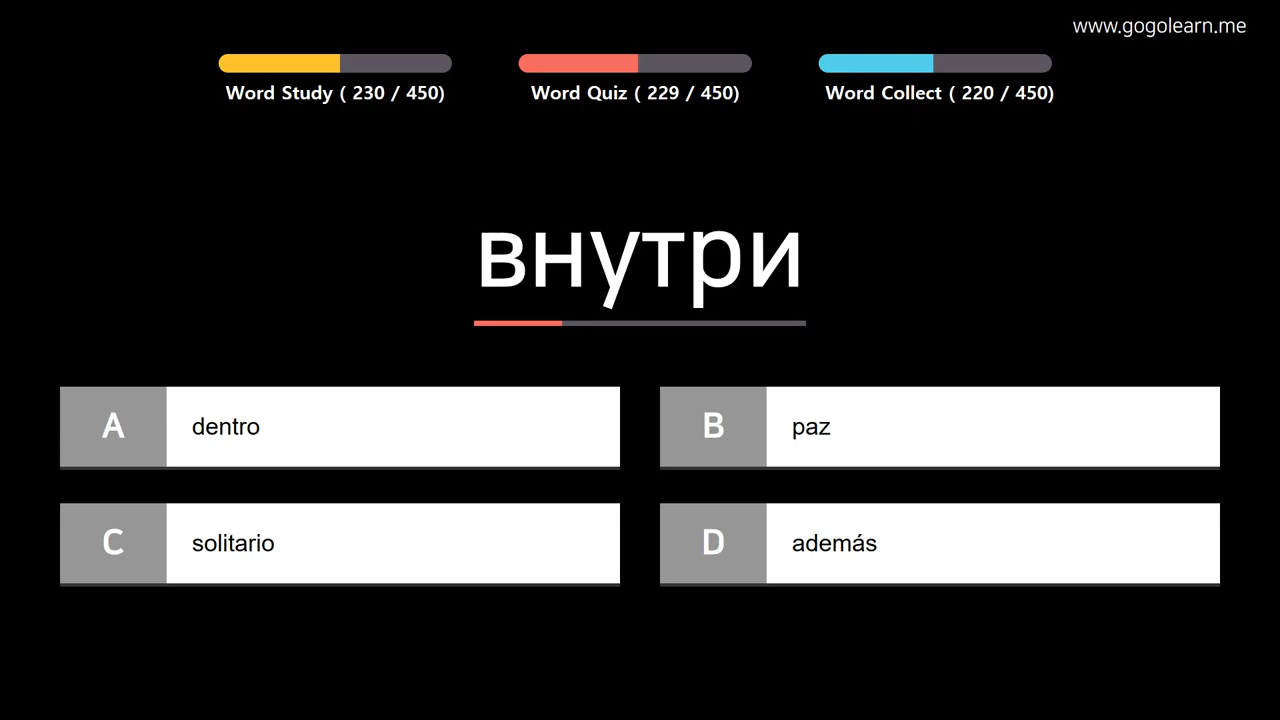 www.gogolearn.me
Word Study ( 230 / 450)
Word Quiz ( 229 / 450)
Word Collect ( 220 / 450)
внутри
A dentro
B paz
C solitario
D además